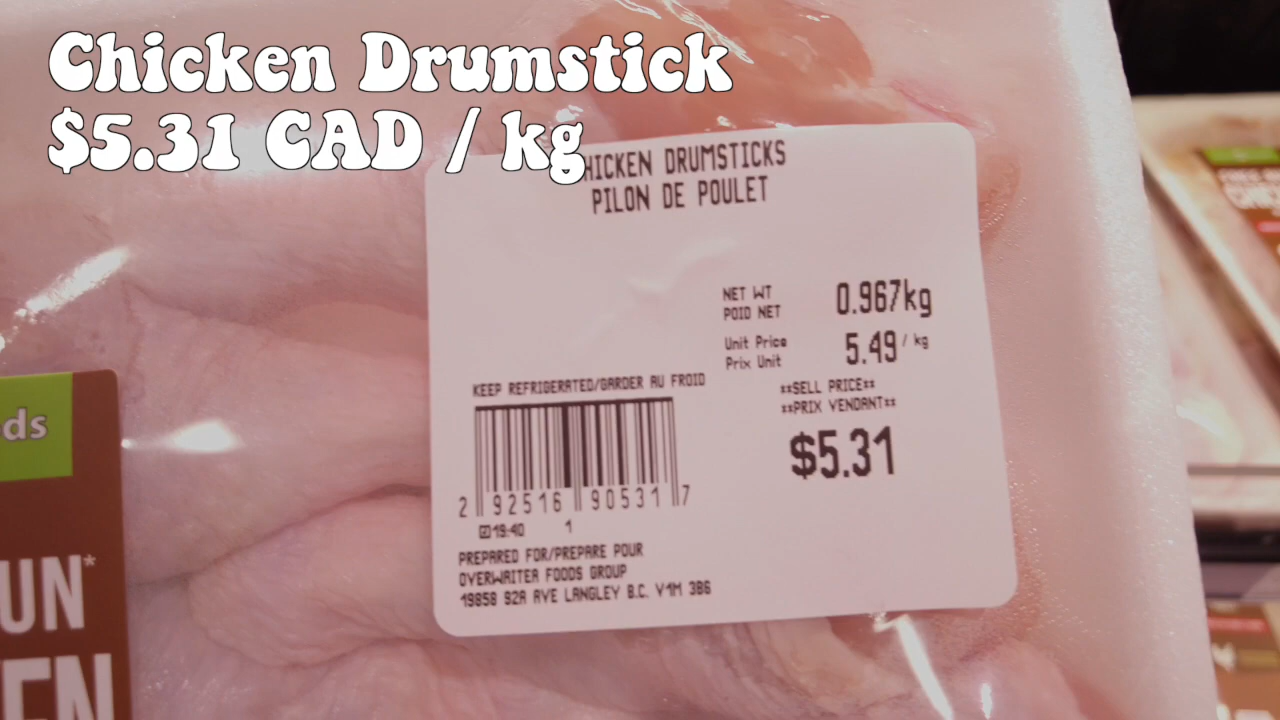 Chicken Drumstick
$5.31 CAD / kg
HICKEN DRUMSTICKS
PILON DE POULET
NET WT
POID NET
0.967kg
Unit Price
Prix Unit
5.49 / kg
KEEP REFRIGERATED/GARDER AU FROID
**SELL PRICE**
**PRIX VENDANT**
$5.31
2 92516 90531 7
19:40 1
PREPARED FOR/PREPARE POUR
OVERWAITER FOODS GROUP
19858 92A AVE LANGLEY B.C. V1M 3B6
ds
UN*
EN